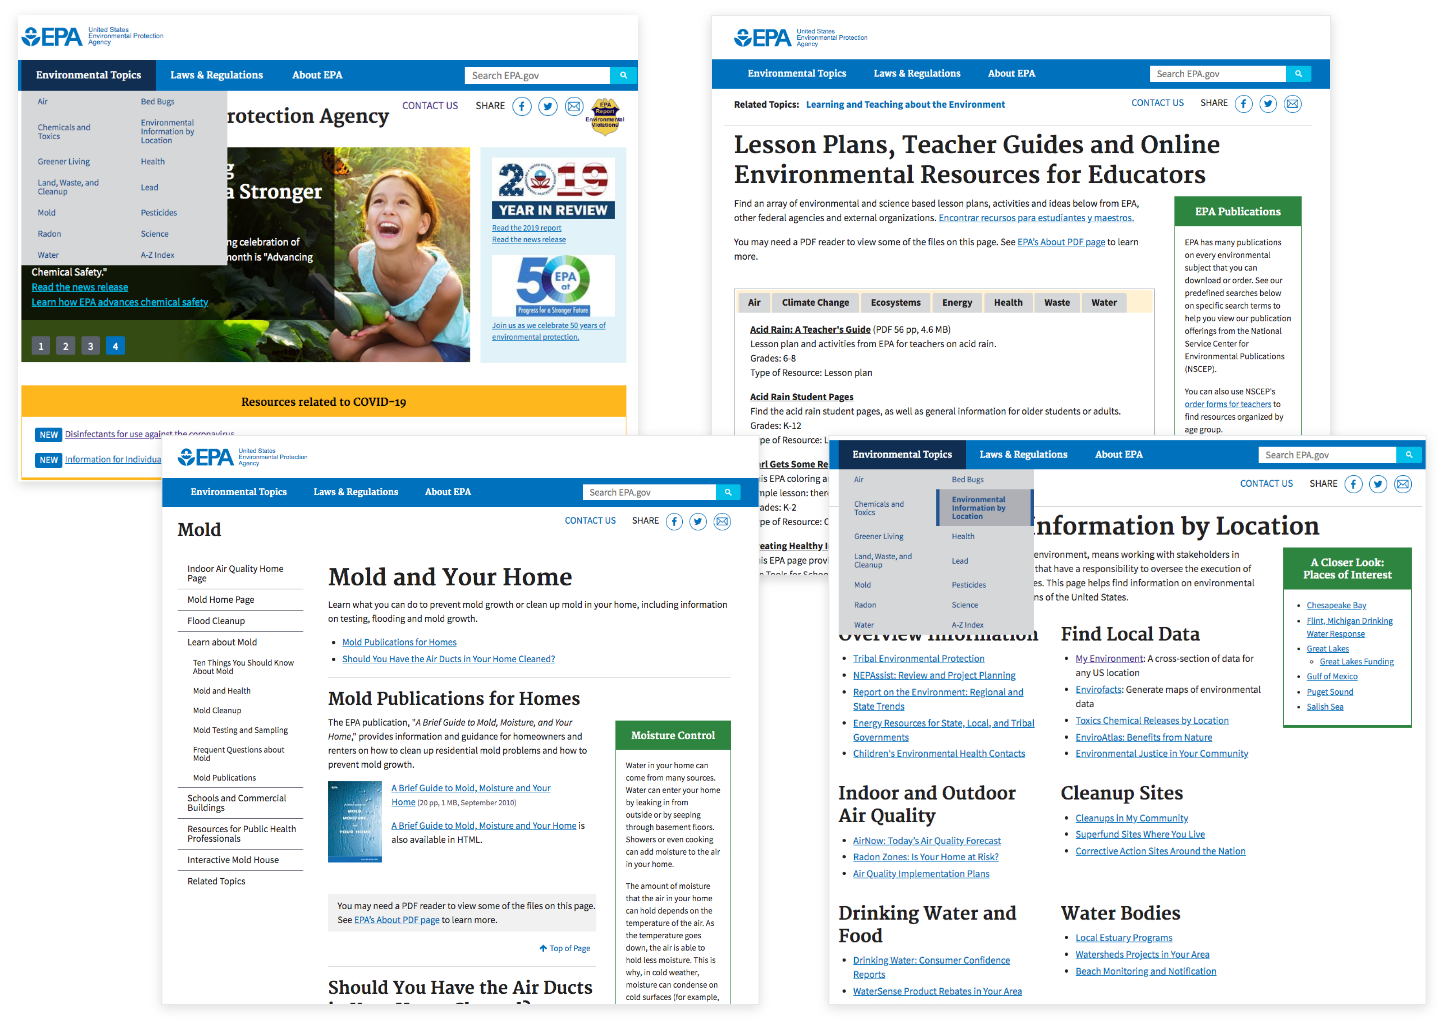 EPA
United States
Environmental Protection
Agency
Environmental Topics
Laws & Regulations
About EPA
Search EPA.gov
Air
Bed Bugs
Chemicals and
Toxics
Environmental
Information by
Location
Greener Living
Health
Land, Waste, and
Cleanup
Lead
Mold
Pesticides
Radon
Science
Water
A-Z Index
rotection Agency
CONTACT US
SHARE
EPA
Report
Environmental
Violations
g
a Stronger
ng celebration of
month is "Advancing
Chemical Safety."
Read the news release
Learn how EPA advances chemical safety
1 2 3 4
2019
YEAR IN REVIEW
Read the 2019 report
Read the news release
50
EPA
at
Progress for a Stronger Future
Join us as we celebrate 50 years of
environmental protection.
Resources related to COVID-19
NEW Disinfectants for use against the coronavirus
NEW Information for Individua
EPA
United States
Environmental Protection
Agency
Environmental Topics
Laws & Regulations
About EPA
Search EPA.gov
Related Topics: Learning and Teaching about the Environment
CONTACT US
SHARE
Lesson Plans, Teacher Guides and Online
Environmental Resources for Educators
Find an array of environmental and science based lesson plans, activities and ideas below from EPA,
other federal agencies and external organizations. Encontrar recursos para estudiantes y maestros.
You may need a PDF reader to view some of the files on this page. See EPA's About PDF page to learn
more.
Air
Climate Change
Ecosystems
Energy
Health
Waste
Water
Acid Rain: A Teacher's Guide (PDF 56 pp, 4.6 MB)
Lesson plan and activities from EPA for teachers on acid rain.
Grades: 6-8
Type of Resource: Lesson plan
Acid Rain Student Pages
Find the acid rain student pages, as well as general information for older students or adults.
Grades: K-12
pe of Resource: L
rl Gets Some Re
is EPA coloring a
mple lesson: ther
ades: K-2
pe of Resource: C
eating Healthy I
is EPA page prov
EPA Publications
EPA has many publications
on every environmental
subject that you can
download or order. See our
predefined searches below
on specific search terms to
help you view our publication
offerings from the National
Service Center for
Environmental Publications
(NSCEP).
You can also use NSCEP's
order forms for teachers to
find resources organized by
age group.
EPA
United States
Environmental Protection
Agency
Environmental Topics
Laws & Regulations
About EPA
Search EPA.gov
Mold
CONTACT US
SHARE
Indoor Air Quality Home
Page
Mold Home Page
Flood Cleanup
Learn about Mold
Ten Things You Should Know
About Mold
Mold and Health
Mold Cleanup
Mold Testing and Sampling
Frequent Questions about
Mold
Mold Publications
Schools and Commercial
Buildings
Resources for Public Health
Professionals
Interactive Mold House
Related Topics
Mold and Your Home
Learn what you can do to prevent mold growth or clean up mold in your home, including information
on testing, flooding and mold growth.
Mold Publications for Homes
Should You Have the Air Ducts in Your Home Cleaned?
Mold Publications for Homes
The EPA publication, "A Brief Guide to Mold, Moisture, and Your
Home," provides information and guidance for homeowners and
renters on how to clean up residential mold problems and how to
prevent mold growth.
MOLD
MOISTURE
YOUR HOME
A Brief Guide to Mold, Moisture and Your
Home (20 pp, 1 MB, September 2010)
A Brief Guide to Mold, Moisture and Your Home is
also available in HTML.
You may need a PDF reader to view some of the files on this page.
See EPA's About PDF page to learn more.
Top of Page
Should You Have the Air Ducts
Moisture Control
Water in your home can
come from many sources.
Water can enter your home
by leaking in from
outside or by seeping
through basement floors.
Showers or even cooking
can add moisture to the air
in your home.
The amount of moisture
that the air in your home
can hold depends on the
temperature of the air. As
the temperature goes
down, the air is able to
hold less moisture. This is
why, in cold weather,
moisture can condense on
cold surfaces (for example,
Environmental Topics
Laws & Regulations
About EPA
Search EPA.gov
Air
Bed Bugs
Chemicals and
Toxics
Environmental
Information by
Location
Greener Living
Health
Land, Waste, and
Cleanup
Lead
Mold
Pesticides
Radon
Science
Water
A-Z Index
CONTACT US
SHARE
nformation by Location
environment, means working with stakeholders in
that have a responsibility to oversee the execution of
es. This page helps find information on environmental
ns of the United States.
A Closer Look:
Places of Interest
Chesapeake Bay
Flint, Michigan Drinking
Water Response
Great Lakes
Great Lakes Funding
Gulf of Mexico
Puget Sound
Salish Sea
Overview Information
Tribal Environmental Protection
NEPAssist: Review and Project Planning
Report on the Environment: Regional and
State Trends
Energy Resources for State, Local, and Tribal
Governments
Children's Environmental Health Contacts
Find Local Data
My Environment: A cross-section of data for
any US location
Envirofacts: Generate maps of environmental
data
Toxics Chemical Releases by Location
EnviroAtlas: Benefits from Nature
Environmental Justice in Your Community
Indoor and Outdoor
Air Quality
AirNow: Today's Air Quality Forecast
Radon Zones: Is Your Home at Risk?
Air Quality Implementation Plans
Cleanup Sites
Cleanups in My Community
Superfund Sites Where You Live
Corrective Action Sites Around the Nation
Drinking Water and
Food
Drinking Water: Consumer Confidence
Reports
WaterSense Product Rebates in Your Area
Water Bodies
Local Estuary Programs
Watersheds Projects in Your Area
Beach Monitoring and Notification